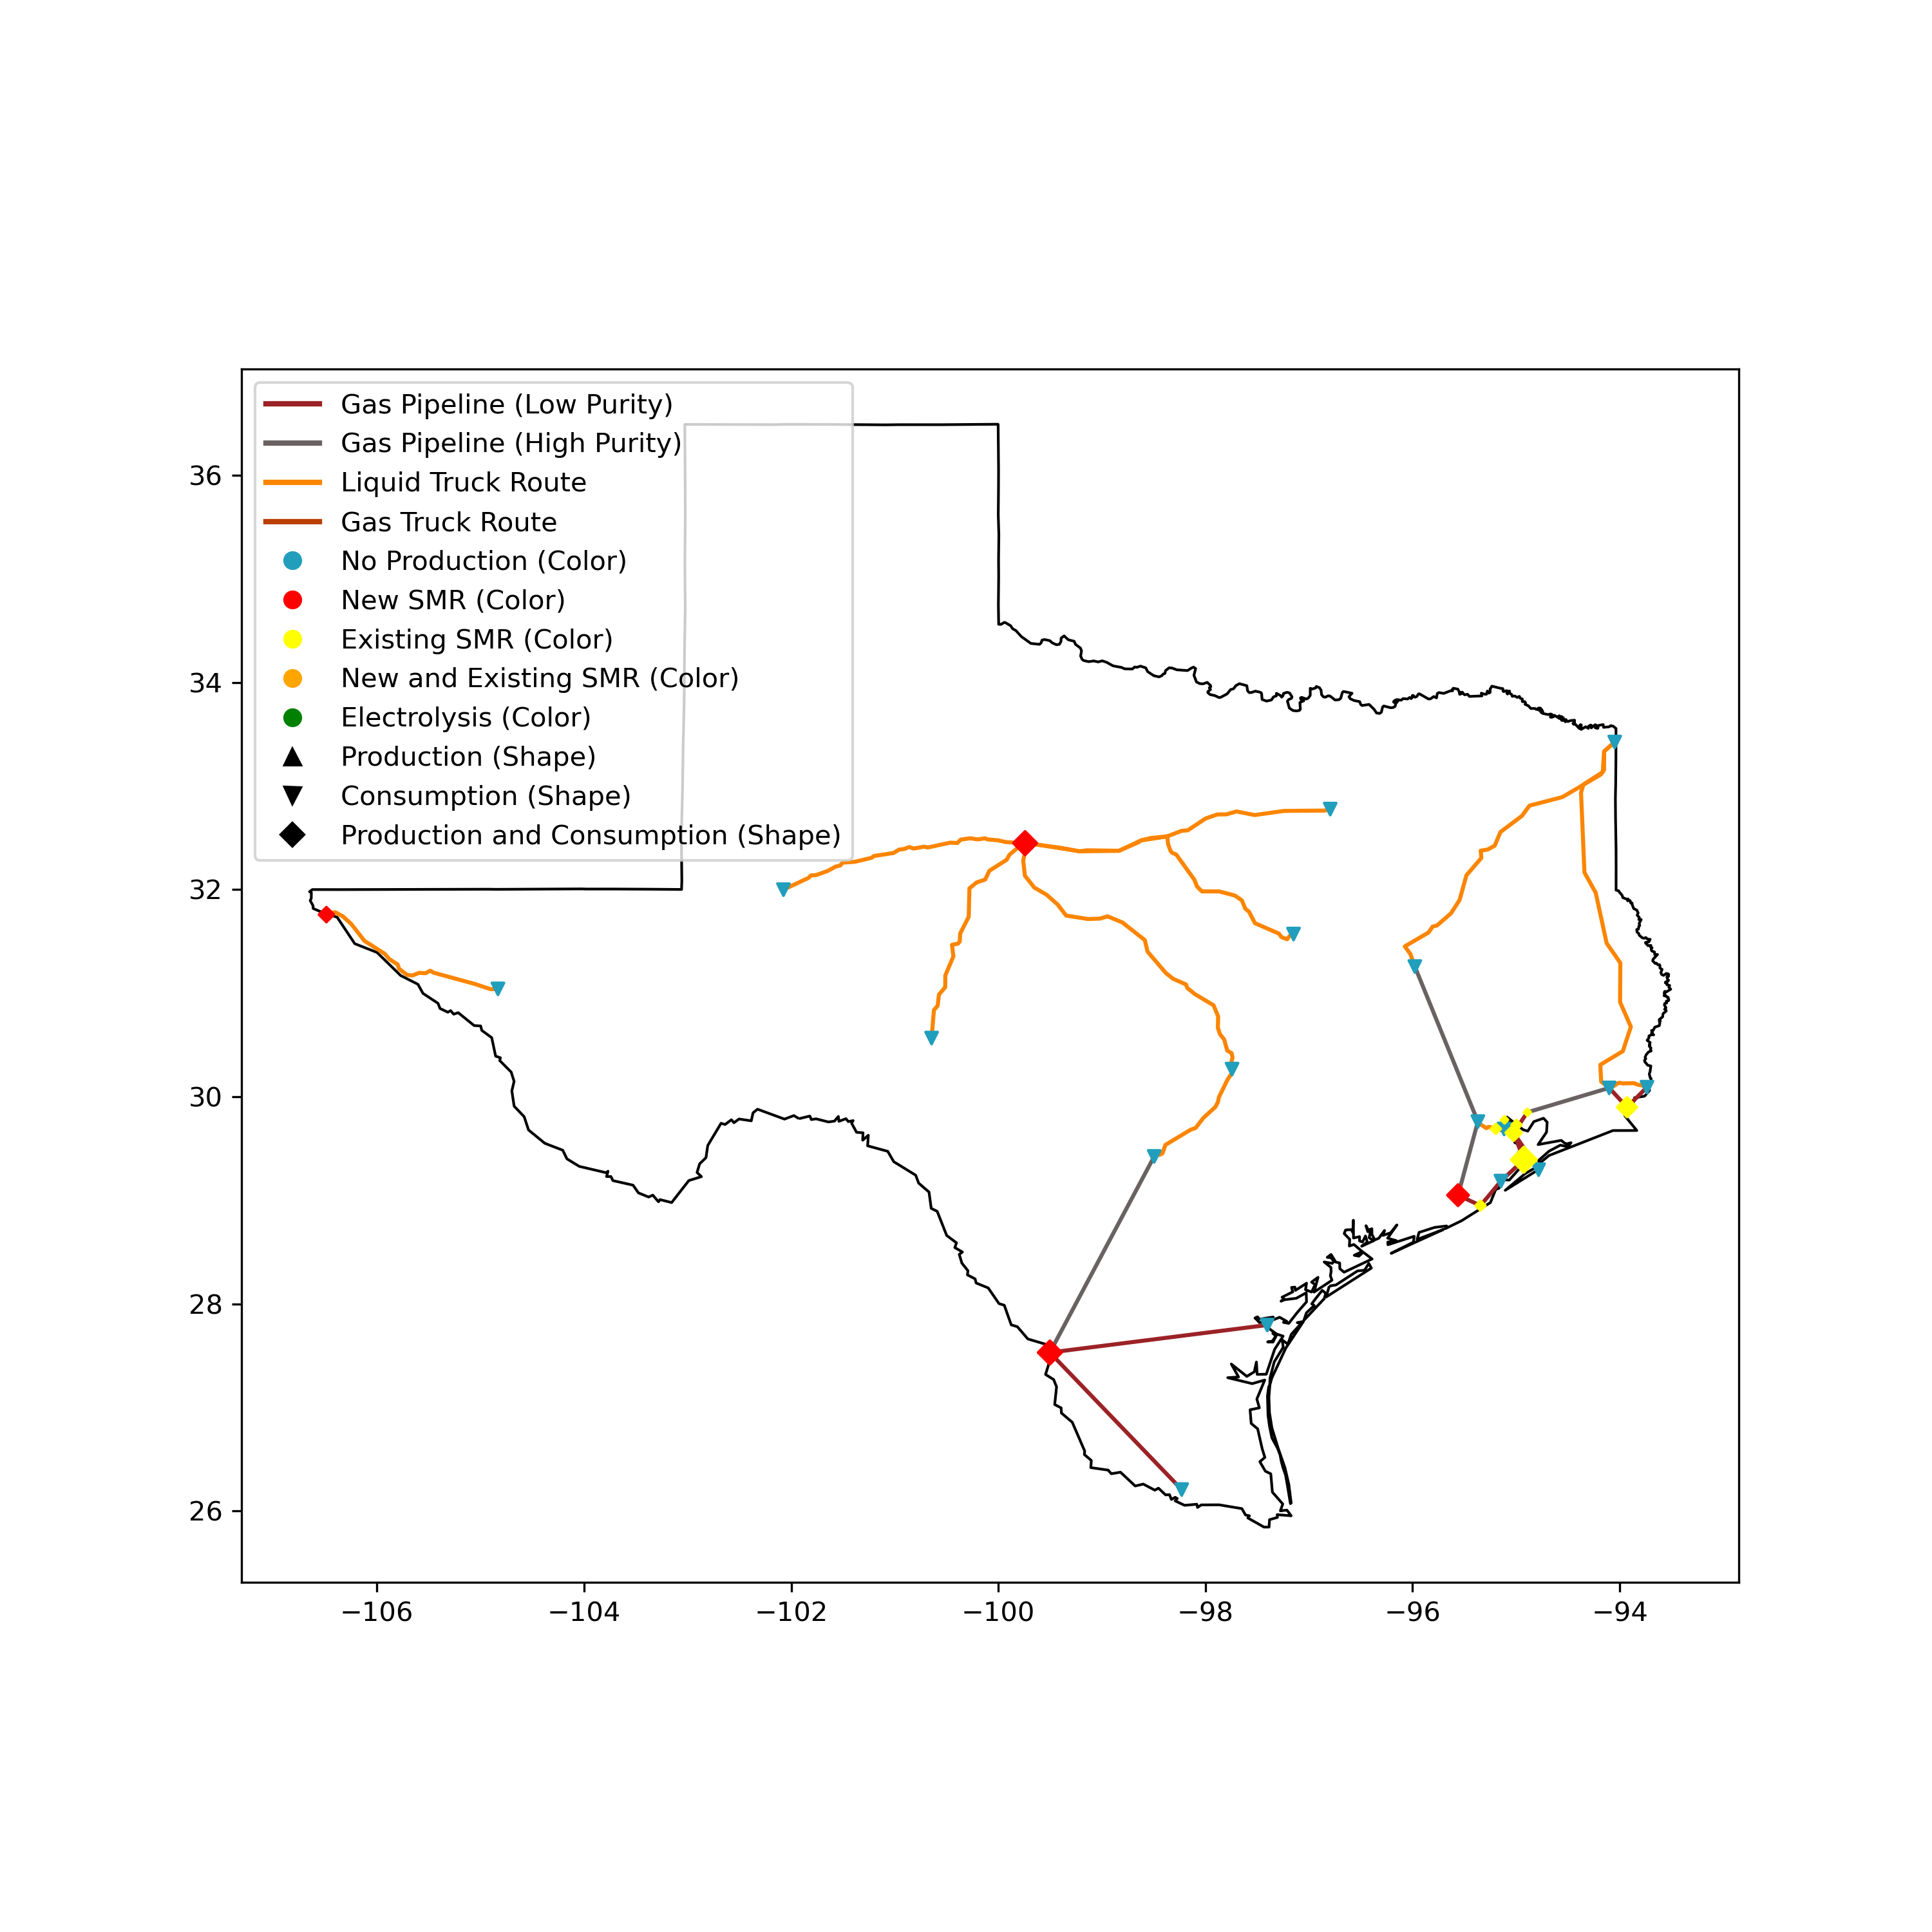 Gas Pipeline (Low Purity)
Gas Pipeline (High Purity)
Liquid Truck Route
Gas Truck Route
No Production (Color)
New SMR (Color)
Existing SMR (Color)
New and Existing SMR (Color)
Electrolysis (Color)
Production (Shape)
Consumption (Shape)
Production and Consumption (Shape)
36
34
32
30
28
26
−106 −104 −102 −100 −98 −96 −94